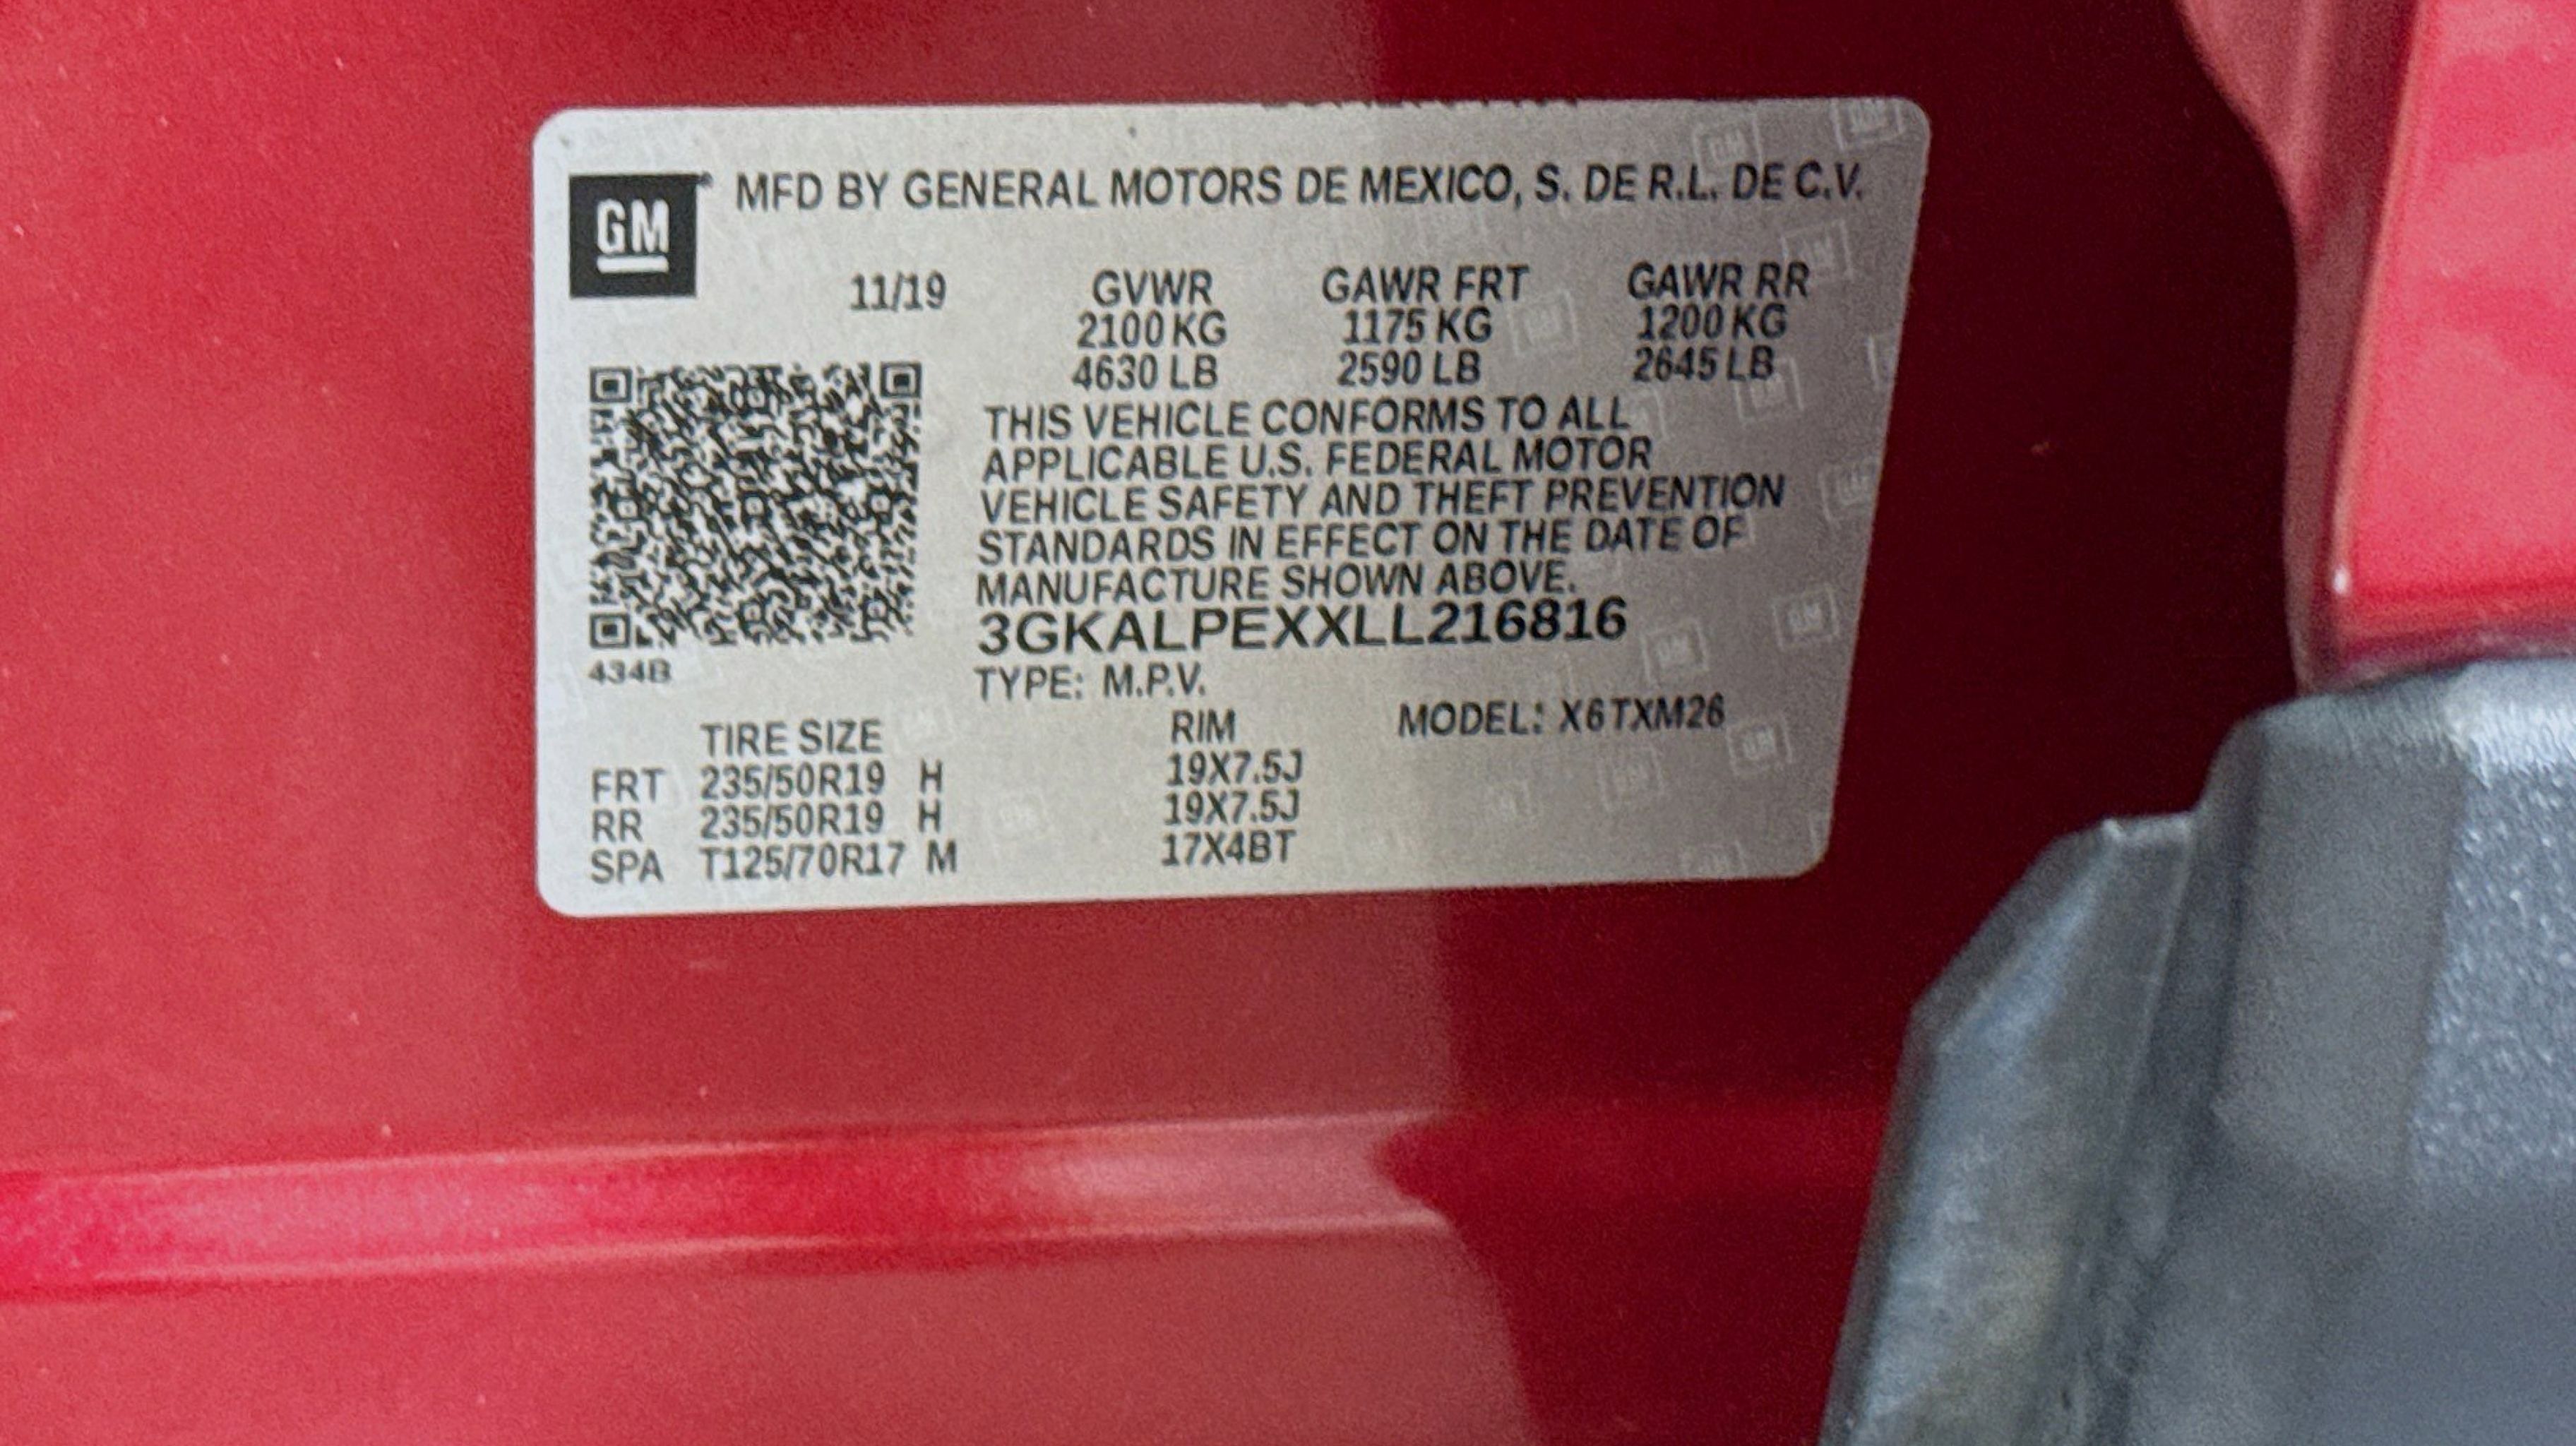 GM MFD BY GENERAL MOTORS DE MEXICO, S. DE R.L. DE C.V.
11/19 GVWR GAWR FRT GAWR RR
2100 KG 1175 KG 1200 KG
4630 LB 2590 LB 2645 LB
THIS VEHICLE CONFORMS TO ALL
APPLICABLE U.S. FEDERAL MOTOR
VEHICLE SAFETY AND THEFT PREVENTION
STANDARDS IN EFFECT ON THE DATE OF
MANUFACTURE SHOWN ABOVE.
3GKALPEXXLL216816
434B
TYPE: M.P.V.
TIRE SIZE RIM MODEL: X6TXM26
FRT 235/50R19 H 19X7.5J
RR 235/50R19 H 19X7.5J
SPA T125/70R17 M 17X4BT